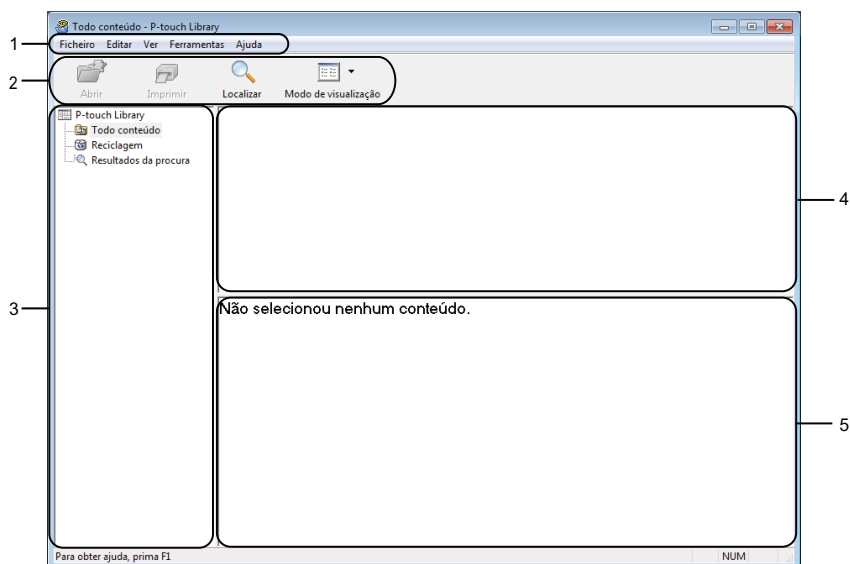 Todo conteúdo - P-touch Library
1
Ficheiro Editar Ver Ferramentas Ajuda
2
Abrir Imprimir Localizar Modo de visualização
P-touch Library
Todo conteúdo
Reciclagem
Resultados da procura
4
3
Não selecionou nenhum conteúdo.
5
Para obter ajuda, prima F1 NUM